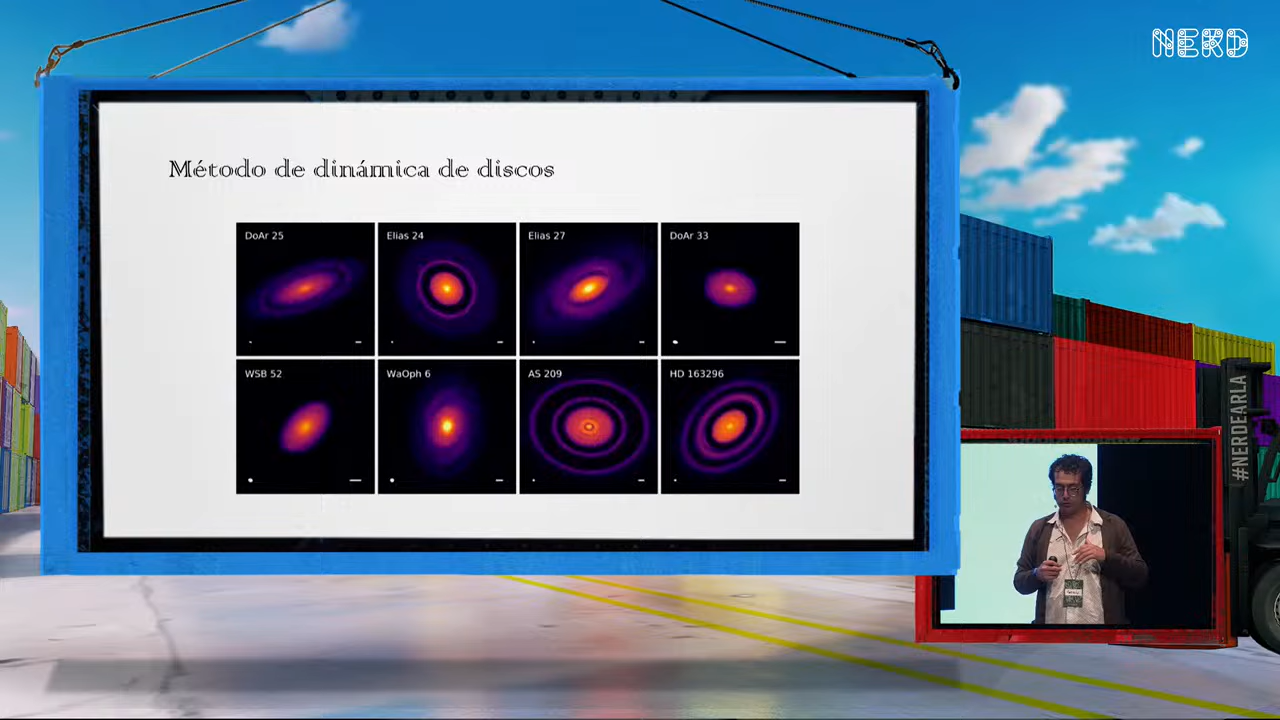 NERD
Método de dinámica de discos
DoAr 25
Elias 24
Elias 27
DoAr 33
WSB 52
WaOph 6
AS 209
HD 163296
#NERDEARLA